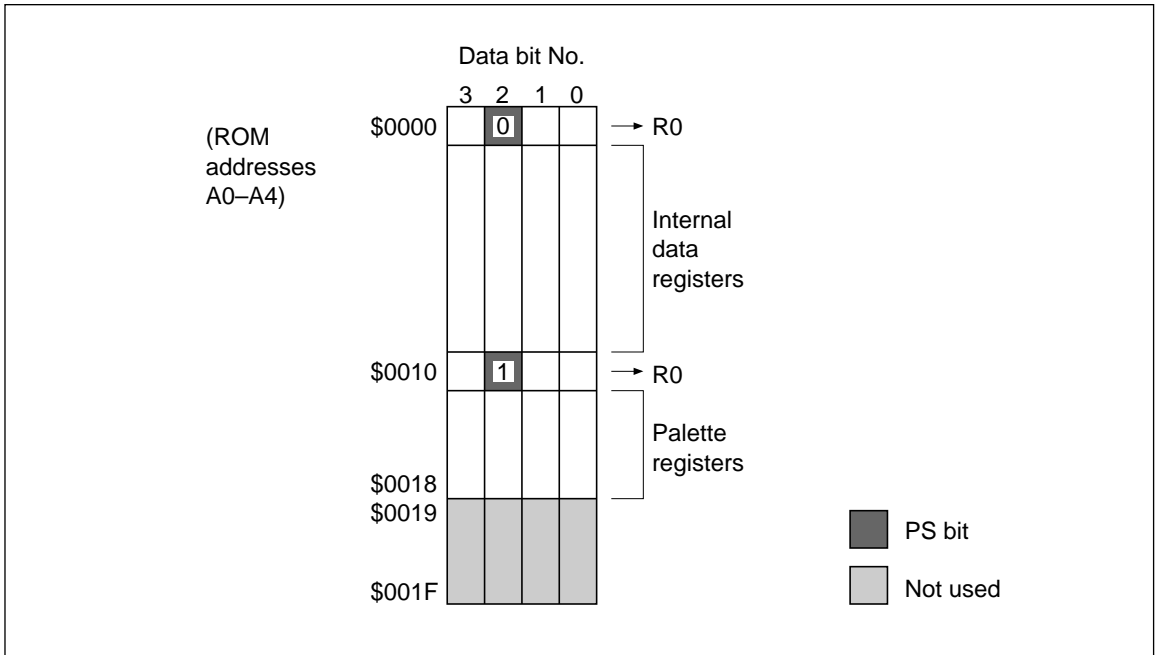 Data bit No.
3 2 1 0
(ROM
addresses
A0–A4)
$0000 0 → R0
Internal
data
registers
$0010 1 → R0
Palette
registers
$0018
$0019
$001F
PS bit
Not used